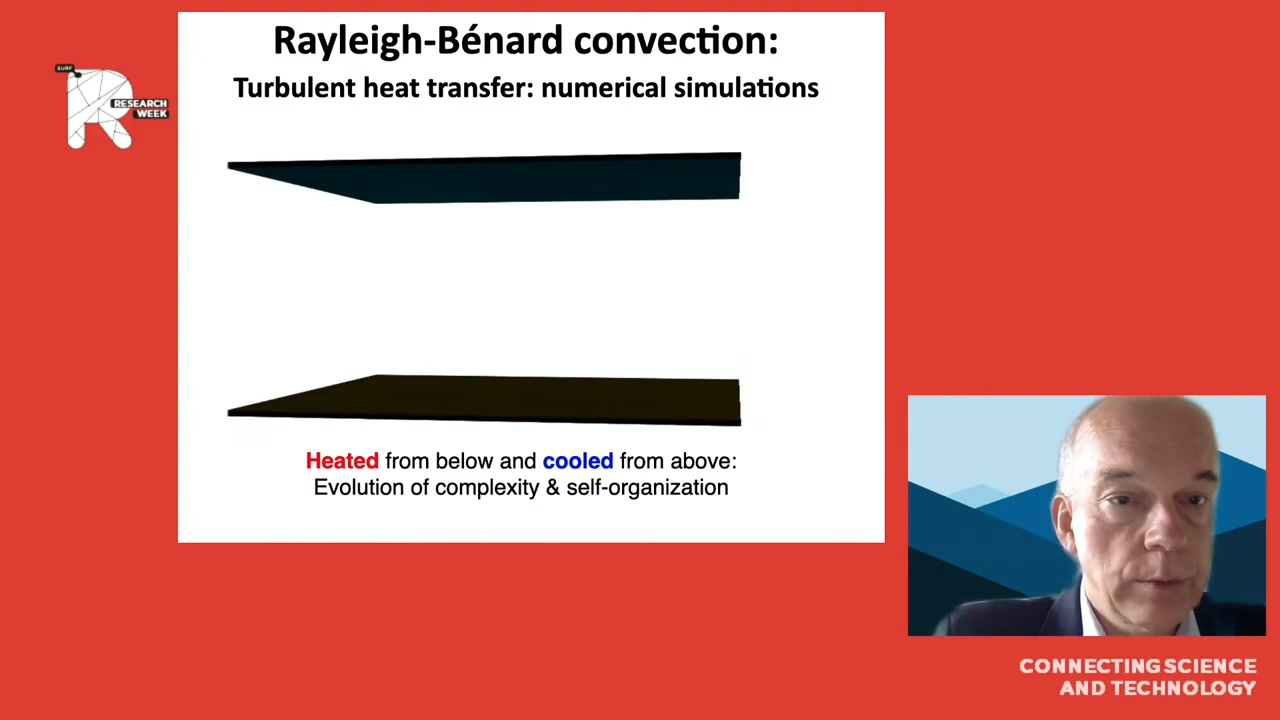 Rayleigh-Bénard convection:
Turbulent heat transfer: numerical simulations
SURF
RESEARCH
WEEK
Heated from below and cooled from above:
Evolution of complexity & self-organization
CONNECTING SCIENCE
AND TECHNOLOGY